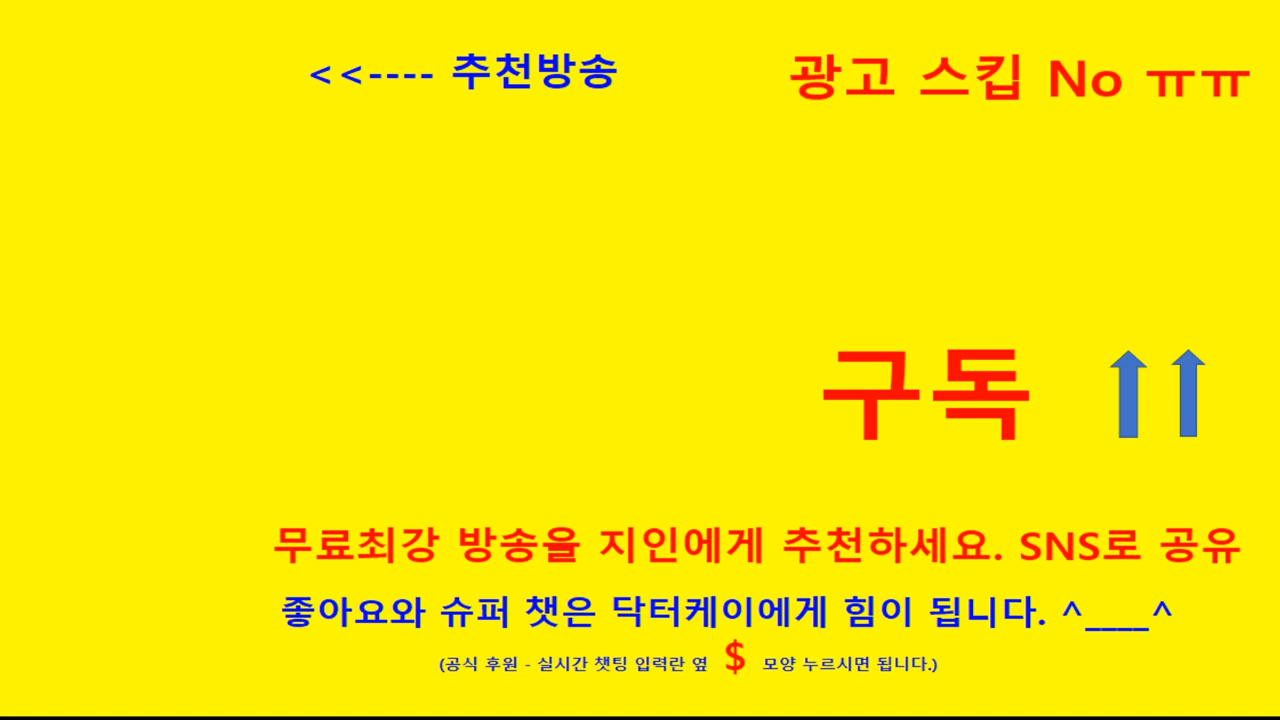 <<---- 추천방송
광고 스킵 No ㅠㅠ
구독
무료최강 방송을 지인에게 추천하세요. SNS로 공유
좋아요와 슈퍼 챗은 닥터케이에게 힘이 됩니다. ^____^
(공식 후원 - 실시간 챗팅 입력란 옆 $ 모양 누르시면 됩니다.)